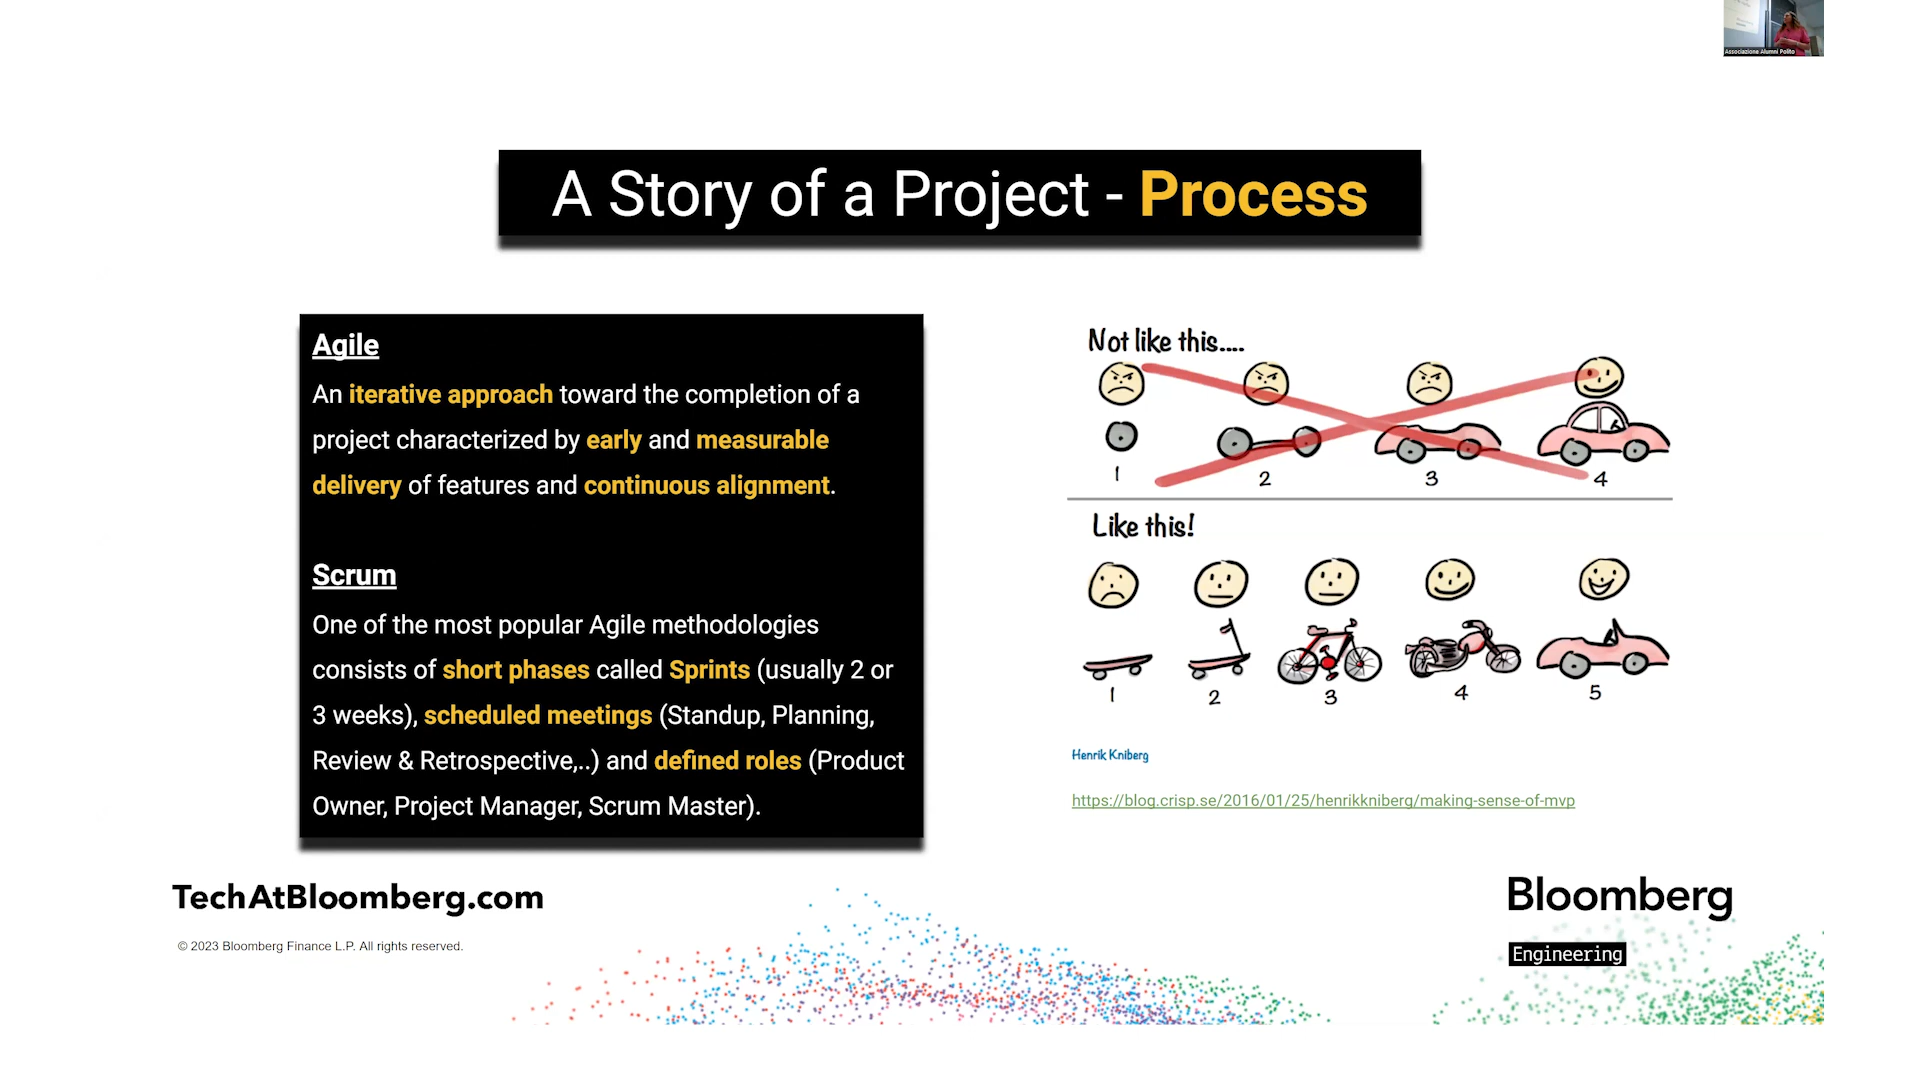 Associazione Alumni Polito
A Story of a Project - Process
Agile
An iterative approach toward the completion of a
project characterized by early and measurable
delivery of features and continuous alignment.
Scrum
One of the most popular Agile methodologies
consists of short phases called Sprints (usually 2 or
3 weeks), scheduled meetings (Standup, Planning,
Review & Retrospective,..) and defined roles (Product
Owner, Project Manager, Scrum Master).
Not like this....
1 2 3 4
Like this!
1 2 3 4 5
Henrik Kniberg
https://blog.crisp.se/2016/01/25/henrikkniberg/making-sense-of-mvp
TechAtBloomberg.com
© 2023 Bloomberg Finance L.P. All rights reserved.
Bloomberg
Engineering